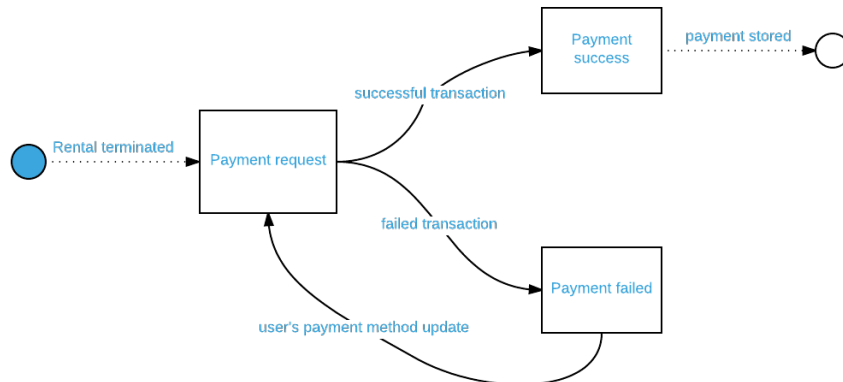 Payment
success
payment stored
successful transaction
Rental terminated
Payment request
failed transaction
Payment failed
user's payment method update